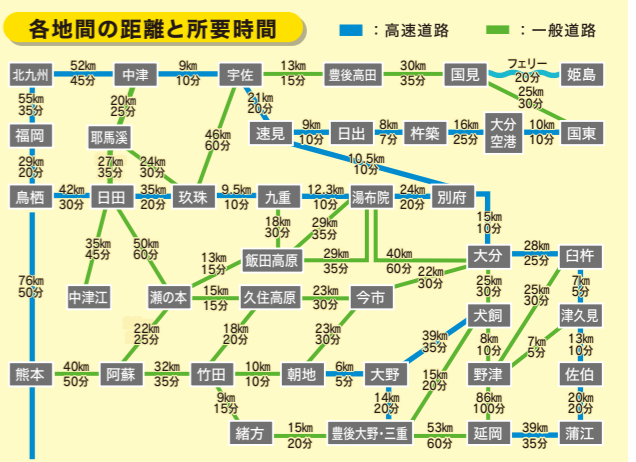 各地間の距離と所要時間
：高速道路
：一般道路
52km
45分
9km
10分
13km
15分
30km
35分
フェリー
20分
北九州
中津
宇佐
豊後高田
国見
姫島
55km
35分
20km
25分
21km
20分
25km
30分
福岡
耶馬溪
46km
60分
速見
9km
10分
日出
8km
7分
杵築
16km
25分
大分
空港
10km
10分
国東
29km
20分
27km
35分
24km
30分
10.5km
10分
鳥栖
42km
30分
日田
35km
20分
玖珠
9.5km
10分
九重
12.3km
10分
湯布院
24km
20分
別府
18km
30分
29km
35分
15km
10分
35km
45分
50km
60分
13km
15分
飯田高原
29km
35分
40km
60分
大分
28km
25分
臼杵
76km
50分
22km
30分
25km
30分
25km
30分
7km
5分
中津江
瀬の本
15km
15分
久住高原
23km
30分
今市
犬飼
津久見
22km
25分
18km
20分
23km
30分
39km
35分
8km
10分
7km
5分
13km
10分
熊本
40km
50分
阿蘇
32km
35分
竹田
10km
10分
朝地
6km
5分
大野
15km
20分
野津
佐伯
9km
15分
14km
20分
86km
100分
20km
20分
緒方
15km
20分
豊後大野・三重
53km
60分
延岡
39km
35分
蒲江